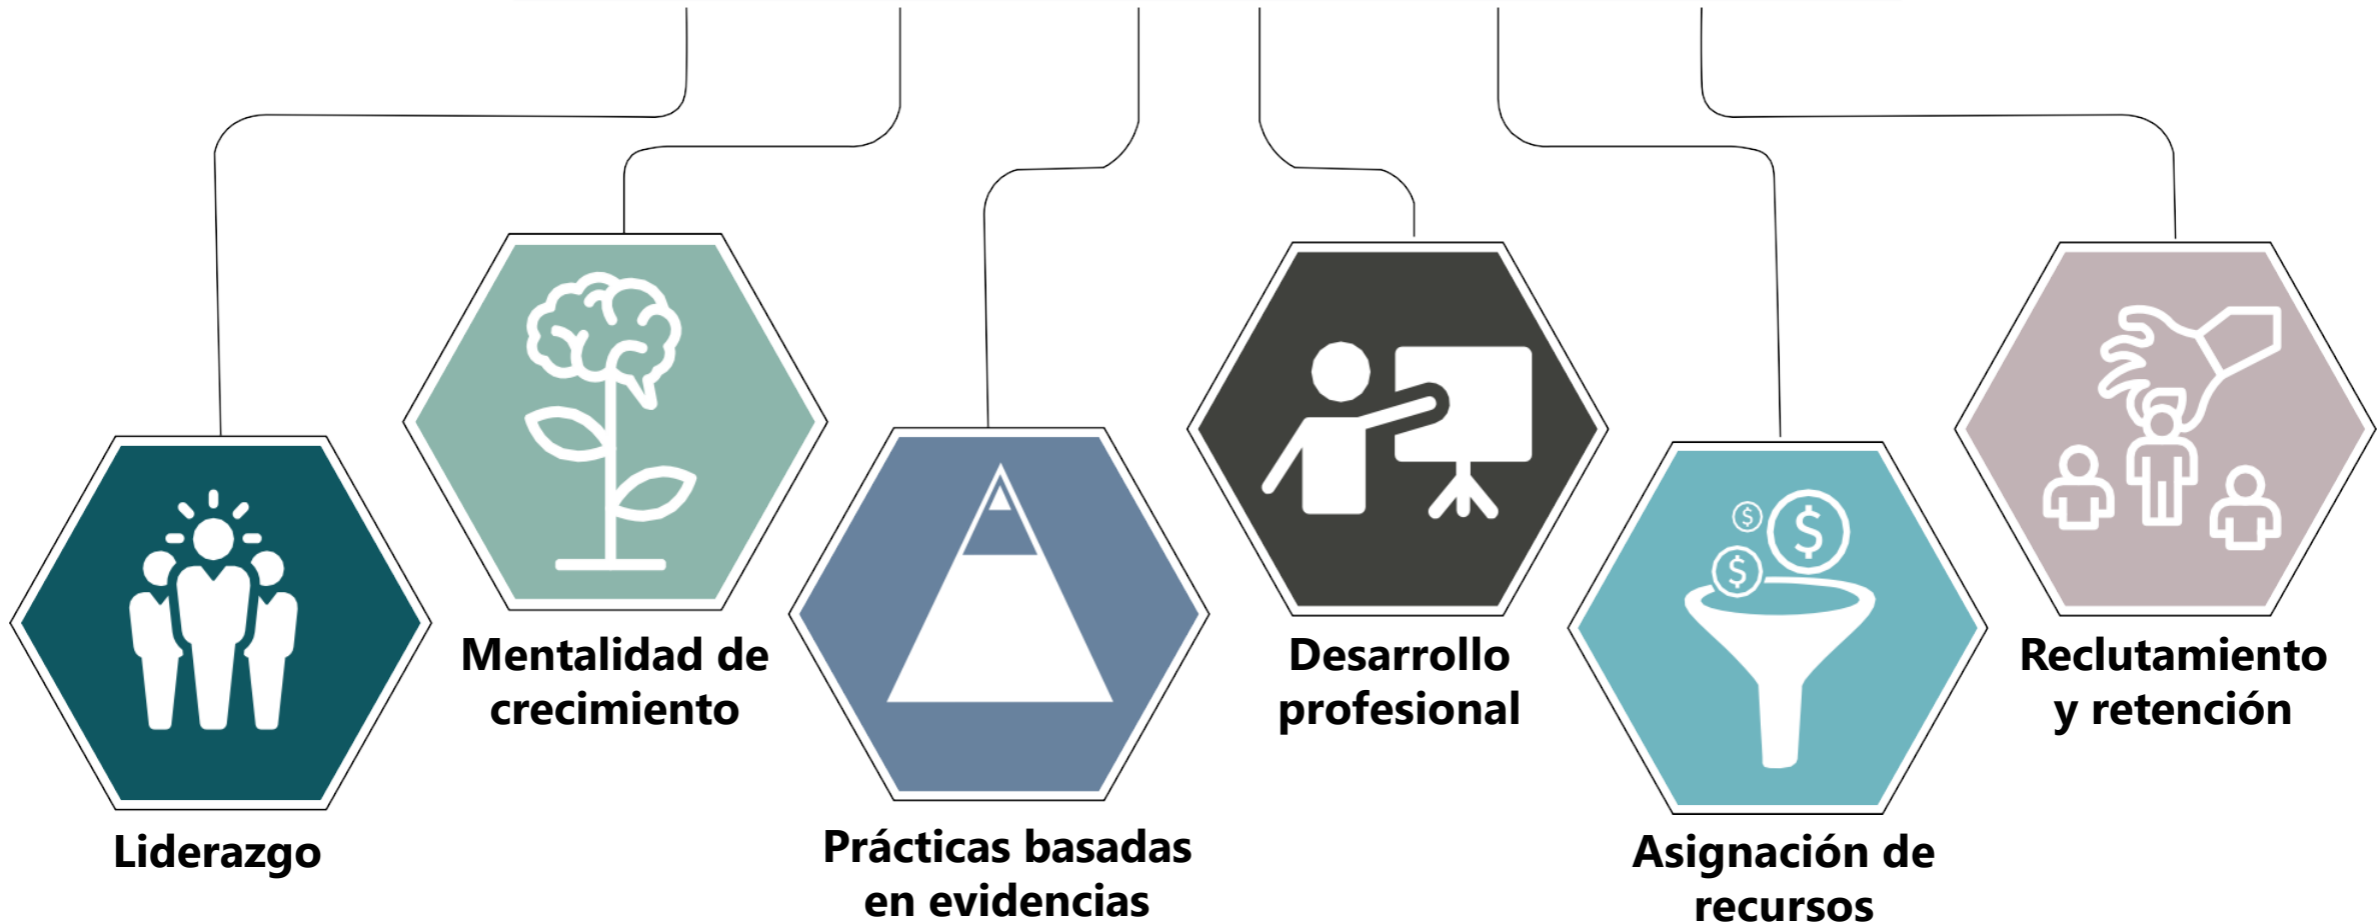 Liderazgo
Mentalidad de
crecimiento
Prácticas basadas
en evidencias
Desarrollo
profesional
$
$
$
Asignación de
recursos
Reclutamiento
y retención